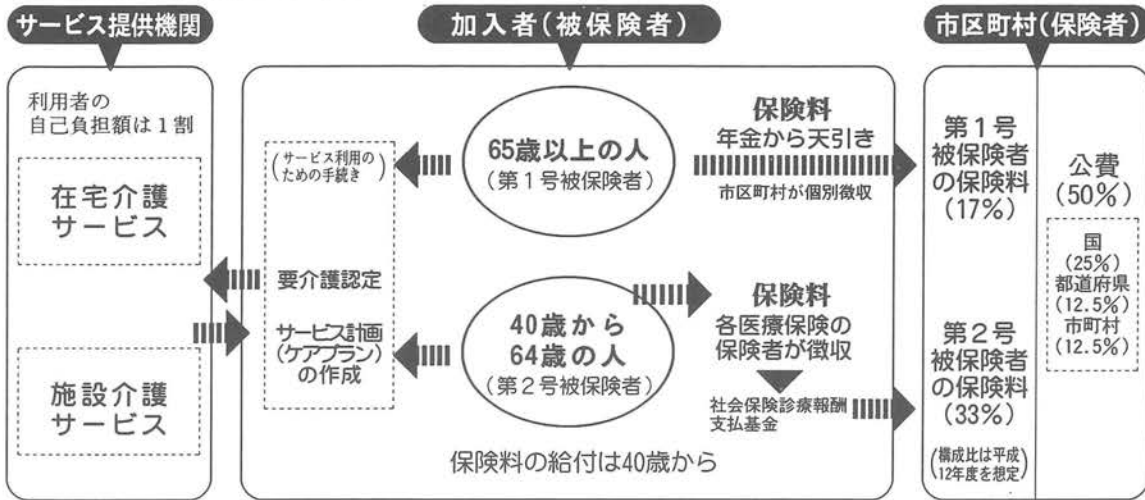 サービス提供機関
利用者の
自己負担額は1割
在宅介護
サービス
施設介護
サービス
加入者(被保険者)
(サービス利用の
ための手続き)
要介護認定
サービス計画
(ケアプラン)
の作成
65歳以上の人
(第1号被保険者)
40歳から
64歳の人
(第2号被保険者)
保険料
年金から天引き
市区町村が個別徴収
保険料
各医療保険の
保険者が徴収
社会保険診療報酬
支払基金
保険料の給付は40歳から
市区町村(保険者)
第1号
被保険者
の保険料
(17%)
第2号
被保険者
の保険料
(33%)
(構成比は平成
12年度を想定)
公費
(50%)
国
(25%)
都道府県
(12.5%)
市町村
(12.5%)